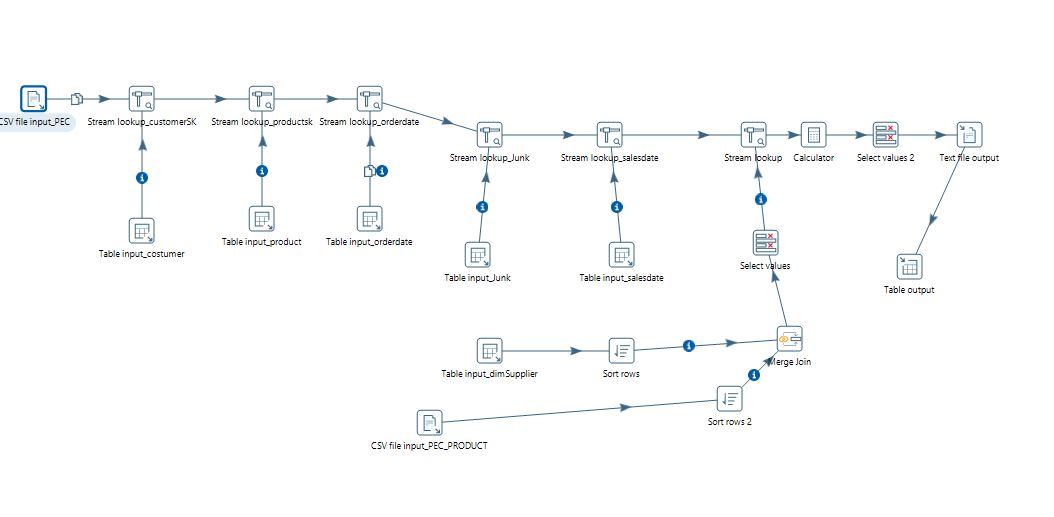 CSV file input_PEC
Stream lookup_customerSK
Stream lookup_productsk
Stream lookup_orderdate
Stream lookup_Junk
Stream lookup_salesdate
Stream lookup
Calculator
Select values 2
Text file output
Table input_costumer
Table input_product
Table input_orderdate
Table input_Junk
Table input_salesdate
Select values
Table output
Table input_dimSupplier
Sort rows
Merge Join
CSV file input_PEC_PRODUCT
Sort rows 2